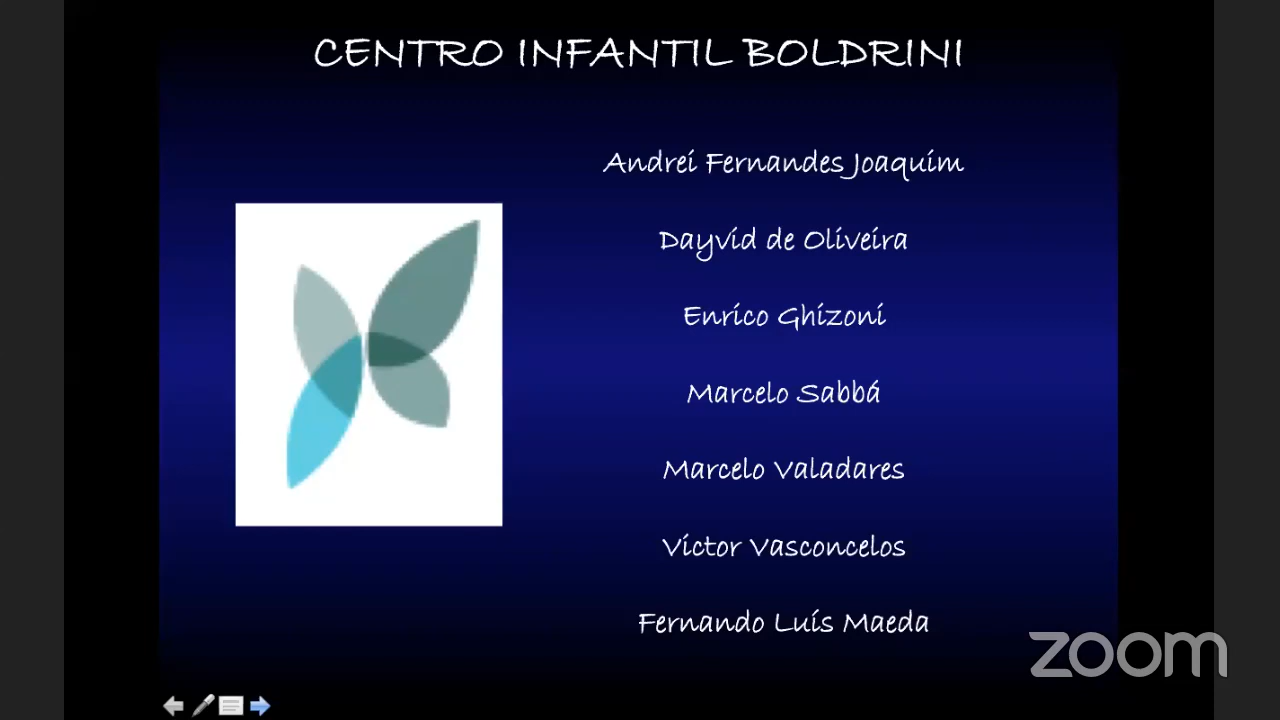 CENTRO INFANTIL BOLDRINI
Andrei Fernandes Joaquim
Dayvid de Oliveira
Enrico Ghizoni
Marcelo Sabbá
Marcelo Valadares
Victor Vasconcelos
Fernando Luís Maeda
zoom